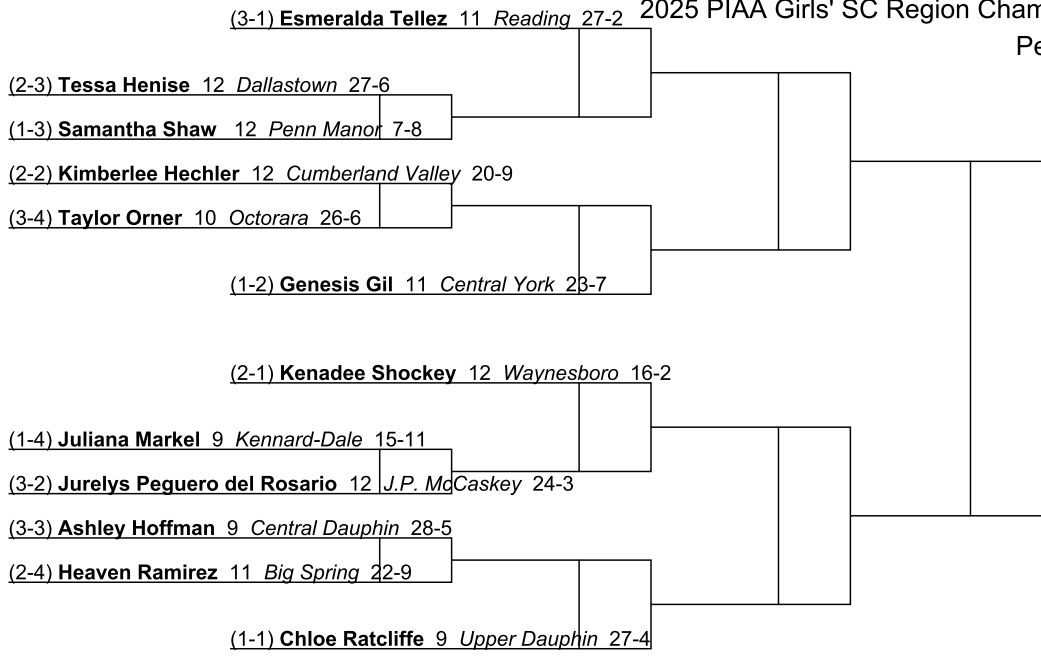 (3-1) Esmeralda Tellez 11 Reading 27-2
2025 PIAA Girls' SC Region
(2-3) Tessa Henise 12 Dallastown 27-6
(1-3) Samantha Shaw 12 Penn Manor 7-8
(2-2) Kimberlee Hechler 12 Cumberland Valley 20-9
(3-4) Taylor Orner 10 Octorara 26-6
(1-2) Genesis Gil 11 Central York 23-7
(2-1) Kenadee Shockey 12 Waynesboro 16-2
(1-4) Juliana Markel 9 Kennard-Dale 15-11
(3-2) Jurelys Peguero del Rosario 12 J.P. McCaskey 24-3
(3-3) Ashley Hoffman 9 Central Dauphin 28-5
(2-4) Heaven Ramirez 11 Big Spring 22-9
(1-1) Chloe Ratcliffe 9 Upper Dauphin 27-4